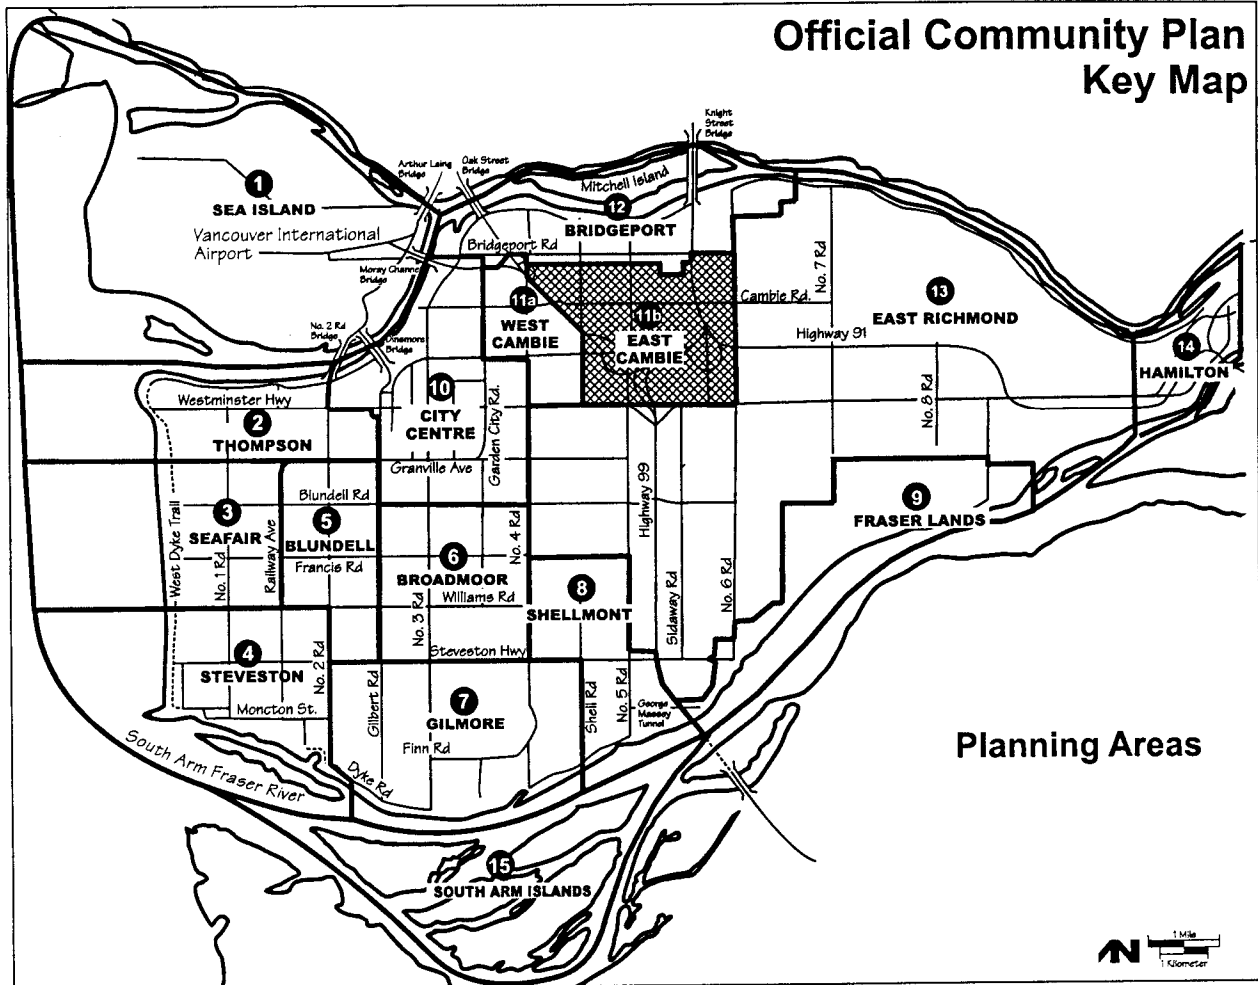 Official Community Plan
Key Map
Knight
Street
Bridge
Arthur Laing
Bridge
Oak Street
Bridge
Mitchell Island
1
SEA ISLAND
12
BRIDGEPORT
Vancouver International
Airport
Bridgeport Rd
Moray Channel
Bridge
No. 7 Rd
11a
WEST
CAMBIE
11b
EAST
CAMBIE
Cambie Rd.
13
EAST RICHMOND
No. 2 Rd
Bridge
Dinsmore
Bridge
Highway 91
14
HAMILTON
10
CITY
CENTRE
Westminster Hwy
Garden City Rd.
No. 8 Rd
2
THOMPSON
Granville Ave
Highway 99
9
FRASER LANDS
Blundell Rd
West Dyke Trail
3
SEAFAIR
No. 1 Rd
Railway Ave
5
BLUNDELL
Francis Rd
No. 4 Rd
6
BROADMOOR
Williams Rd
No. 3 Rd
8
SHELLMONT
Sidaway Rd
No. 6 Rd
Steveston Hwy
4
STEVESTON
No. 2 Rd
Moncton St.
Gilbert Rd
7
GILMORE
Finn Rd
Shell Rd
No. 5 Rd
George
Massey
Tunnel
Planning Areas
South Arm Fraser River
Dyke Rd
15
SOUTH ARM ISLANDS
N
1 Mile
1 Kilometer